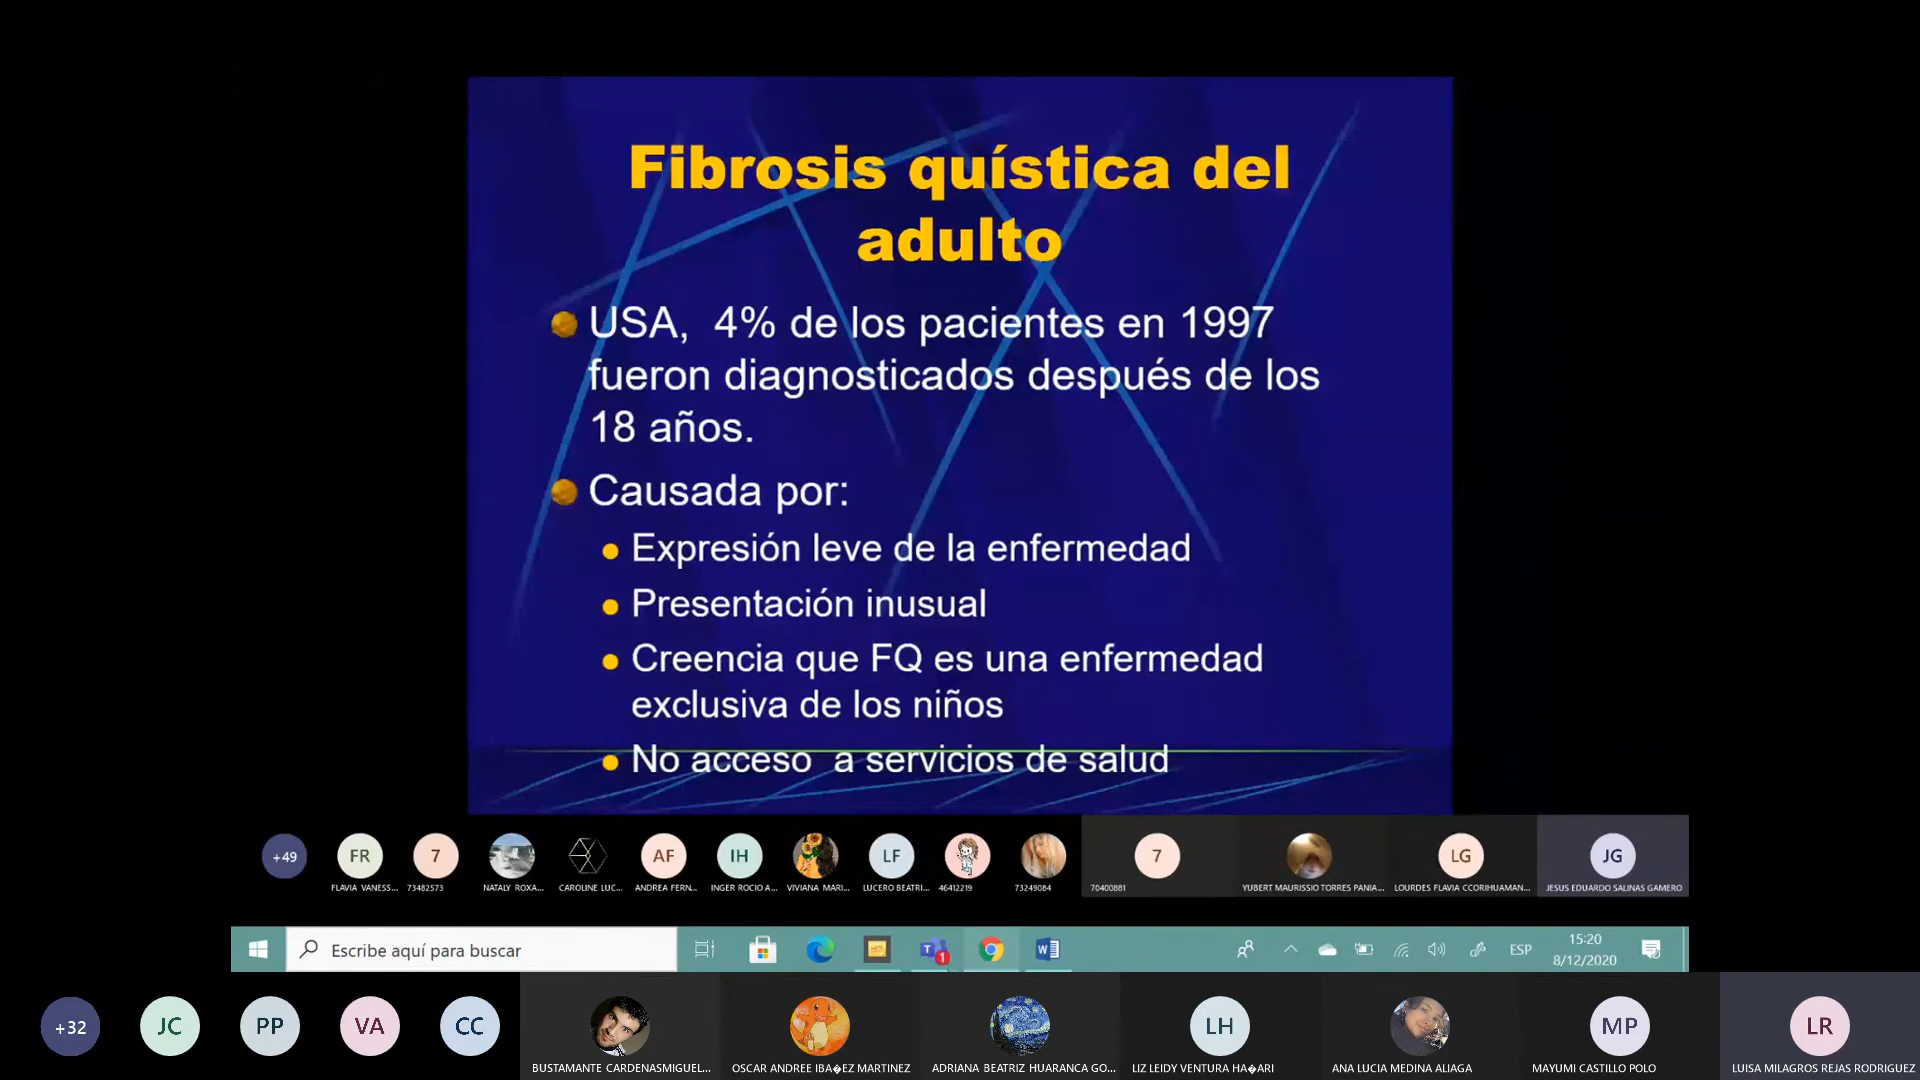 Fibrosis quística del
adulto
USA, 4% de los pacientes en 1997
fueron diagnosticados después de los
18 años.
Causada por:
Expresión leve de la enfermedad
Presentación inusual
Creencia que FQ es una enfermedad
exclusiva de los niños
No acceso a servicios de salud
+49
FR
7
AF
IH
LF
7
LG
JG
FLAVIA VANESS...
73482573
NATALY ROXA...
CAROLINE LUC...
ANDREA FERN...
INGER ROCIO A...
VIVIANA MARI...
LUCERO BEATRI...
46412219
73249084
70400881
YUBERT MAURISSIO TORRES PANIA...
LOURDES FLAVIA CCORIHUAMAN...
JESUS EDUARDO SALINAS GAMERO
Escribe aquí para buscar
1
ESP
15:20
8/12/2020
+32
JC
PP
VA
CC
LH
MP
LR
BUSTAMANTE CARDENASMIGUEL...
OSCAR ANDREE IBA�EZ MARTINEZ
ADRIANA BEATRIZ HUARANCA GO...
LIZ LEIDY VENTURA HA�ARI
ANA LUCIA MEDINA ALIAGA
MAYUMI CASTILLO POLO
LUISA MILAGROS REJAS RODRIGUEZ